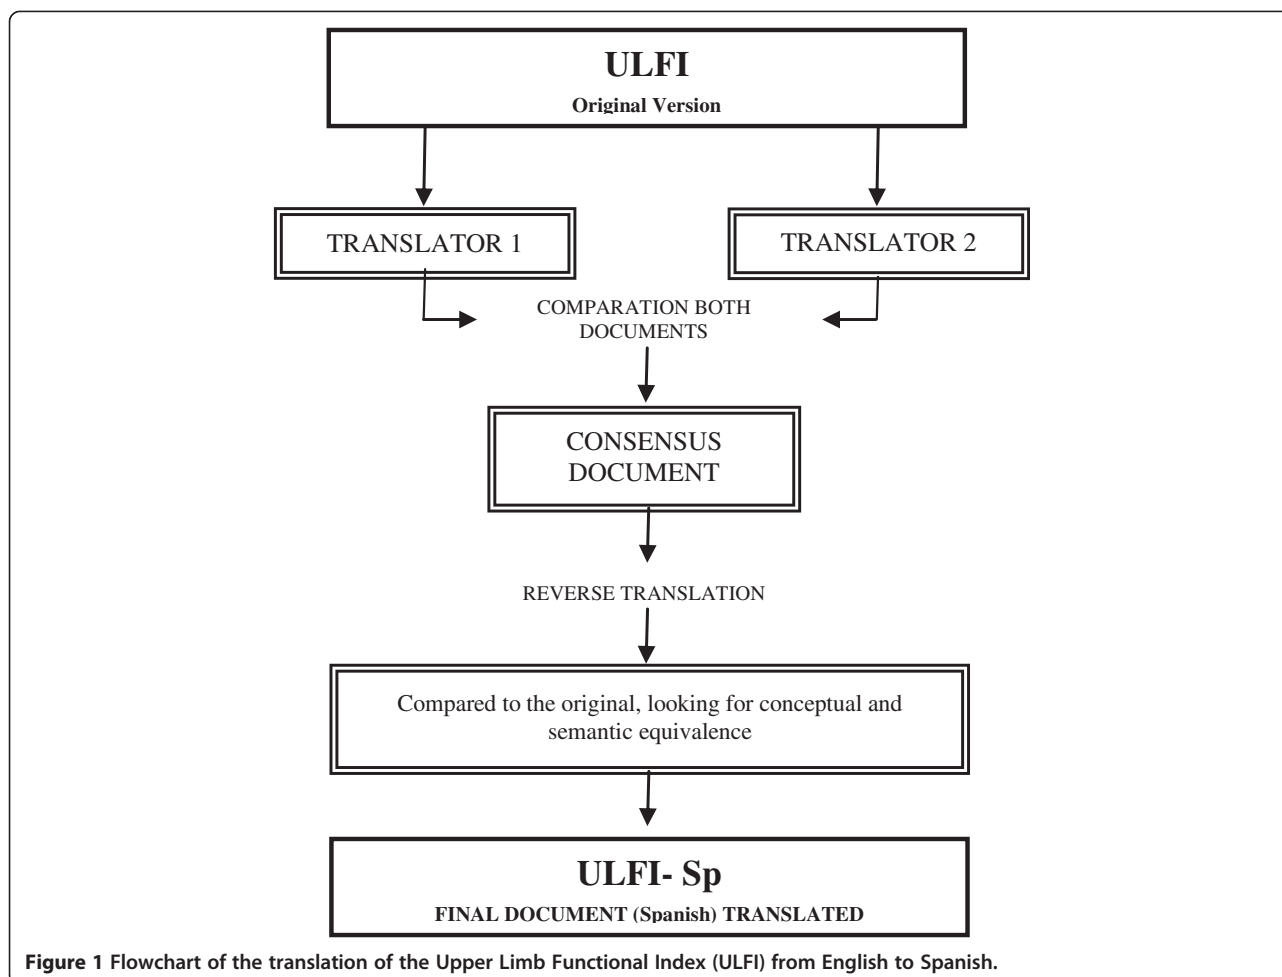 ULFI
Original Version
TRANSLATOR 1
TRANSLATOR 2
COMPARATION BOTH
DOCUMENTS
CONSENSUS
DOCUMENT
REVERSE TRANSLATION
Compared to the original, looking for conceptual and
semantic equivalence
ULFI- Sp
FINAL DOCUMENT (Spanish) TRANSLATED
Figure 1 Flowchart of the translation of the Upper Limb Functional Index (ULFI) from English to Spanish.